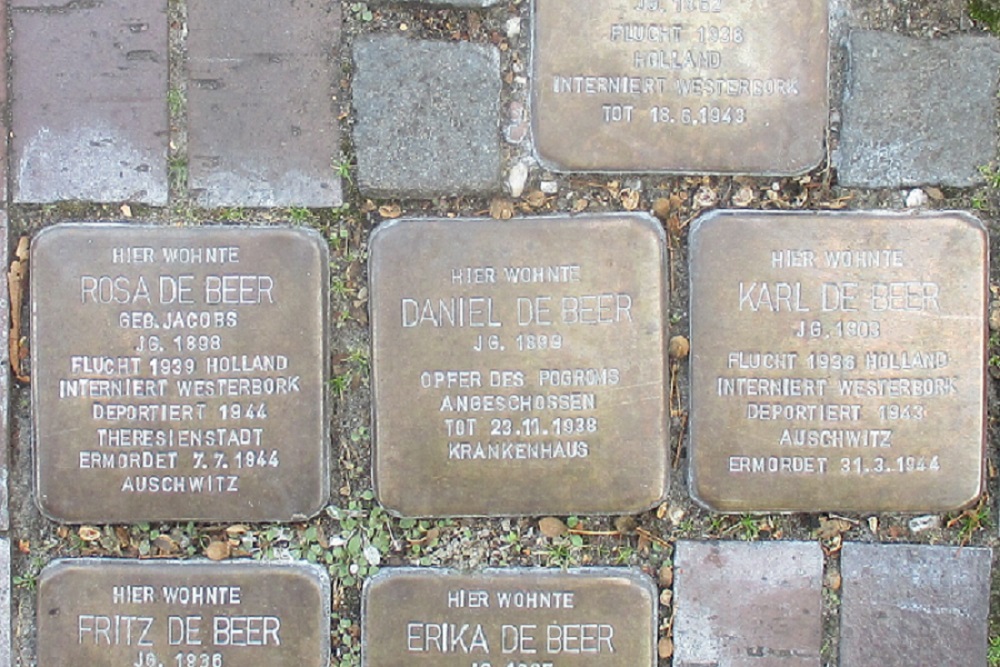 JG. 1862
FLUCHT 1938
HOLLAND
INTERNIERT WESTERBORK
TOT 18.6.1943
HIER WOHNTE
ROSA DE BEER
GEB. JACOBS
JG. 1898
FLUCHT 1939 HOLLAND
INTERNIERT WESTERBORK
DEPORTIERT 1944
THERESIENSTADT
ERMORDET 7.7.1944
AUSCHWITZ
HIER WOHNTE
DANIEL DE BEER
JG. 1899
OPFER DES POGROMS
ANGESCHOSSEN
TOT 23.11.1938
KRANKENHAUS
HIER WOHNTE
KARL DE BEER
JG. 1903
FLUCHT 1936 HOLLAND
INTERNIERT WESTERBORK
DEPORTIERT 1943
AUSCHWITZ
ERMORDET 31.3.1944
HIER WOHNTE
FRITZ DE BEER
JG. 1936
HIER WOHNTE
ERIKA DE BEER